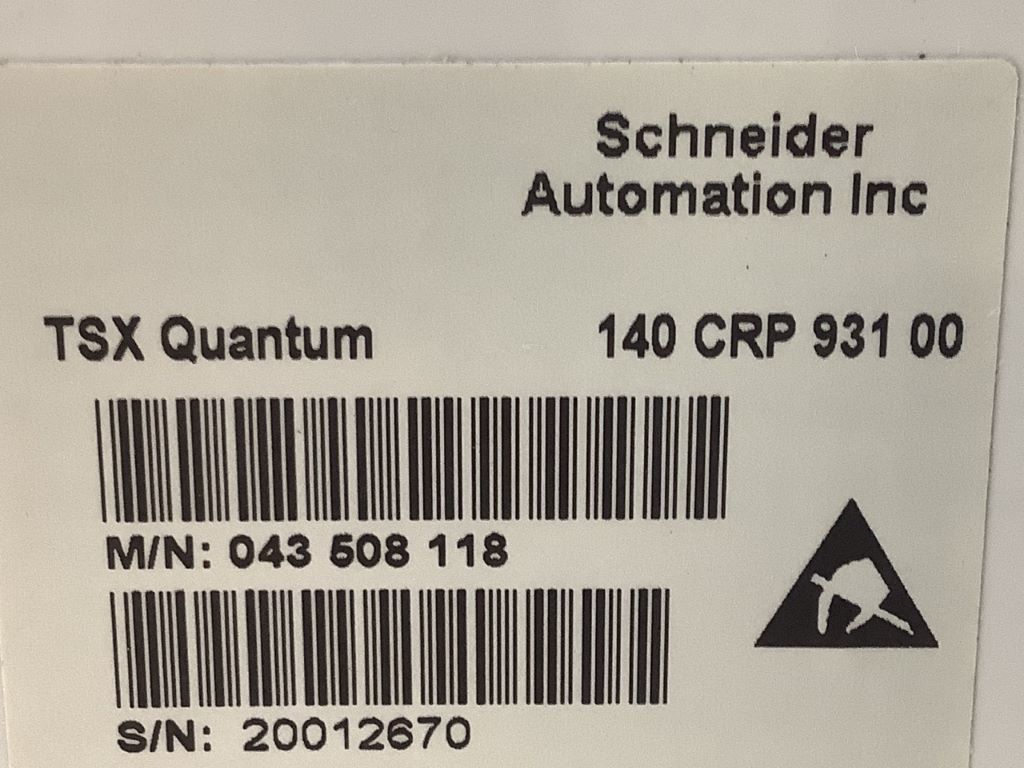 Schneider
Automation Inc
TSX Quantum 140 CRP 931 00
M/N: 043 508 118
S/N: 20012670